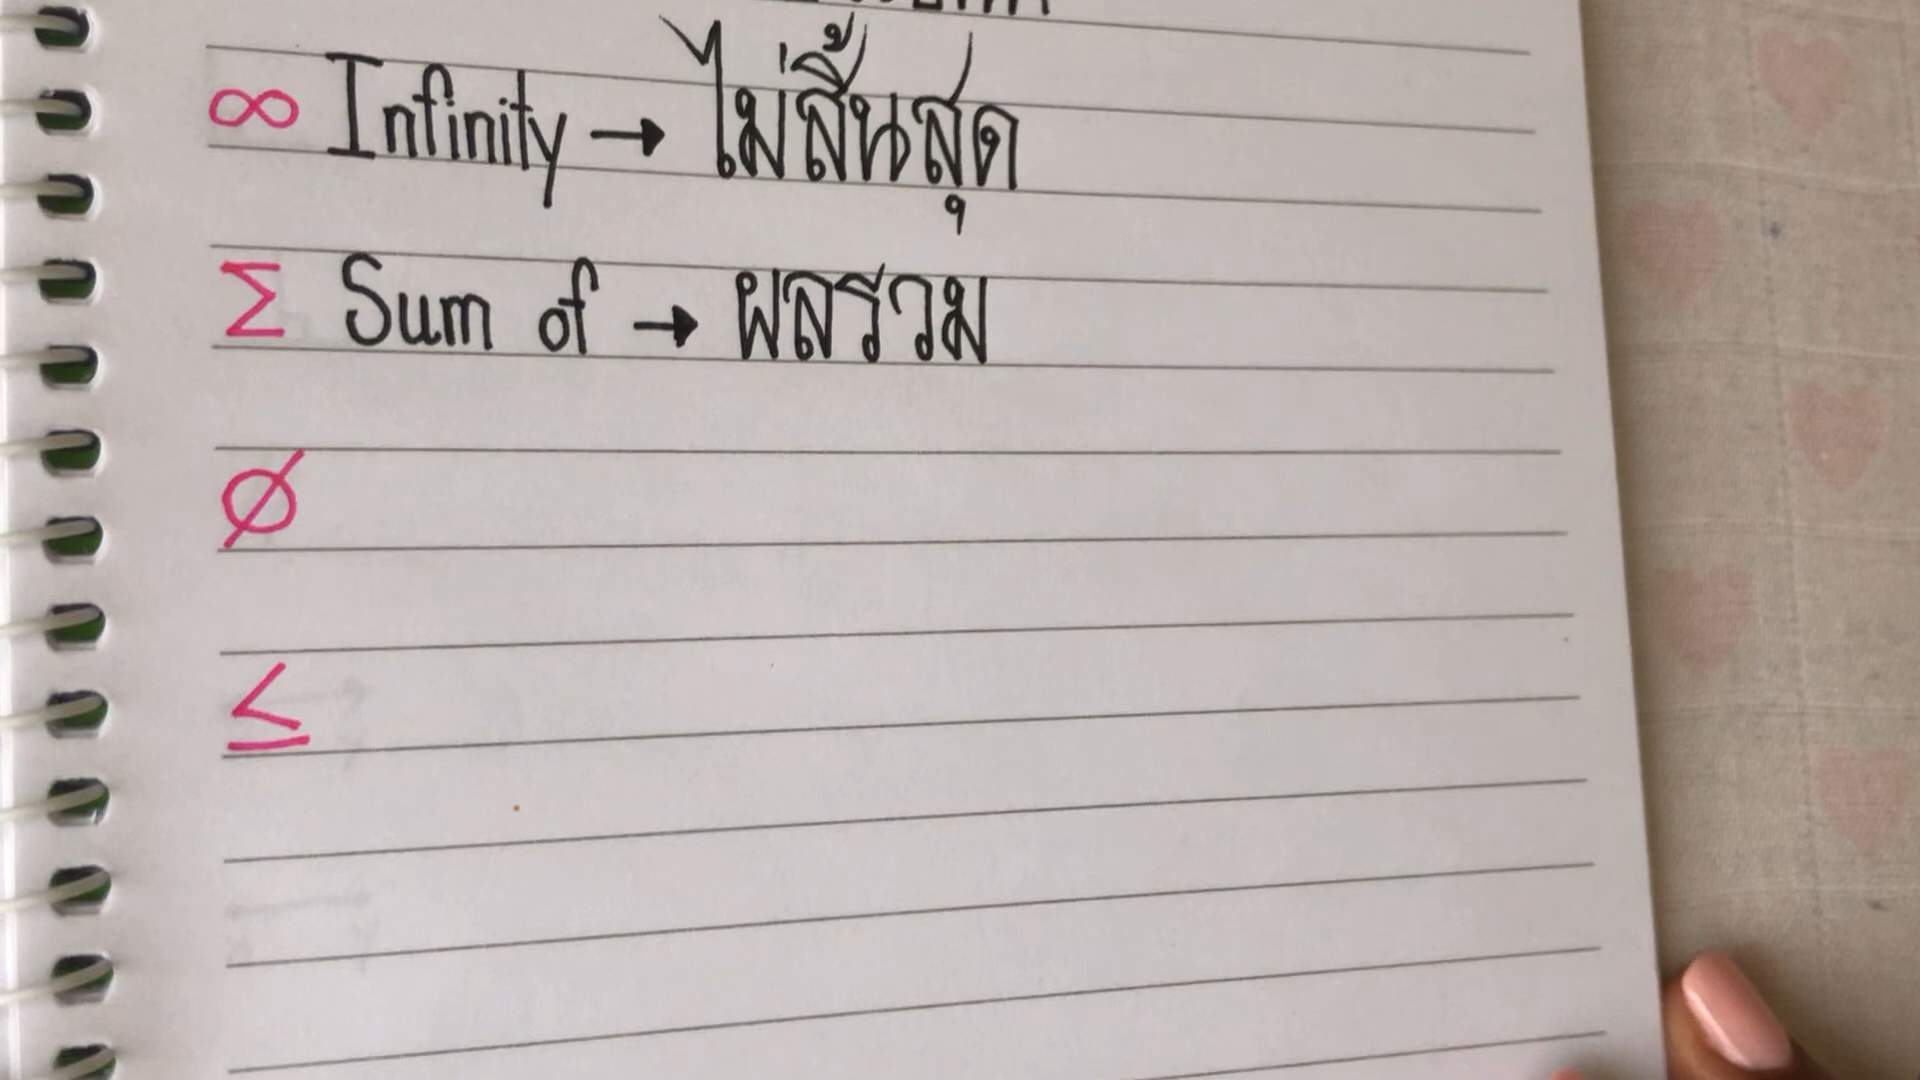 ∞ Infinity → ไม่สิ้นสุด
Σ Sum of → ผลรวม
∅
≤